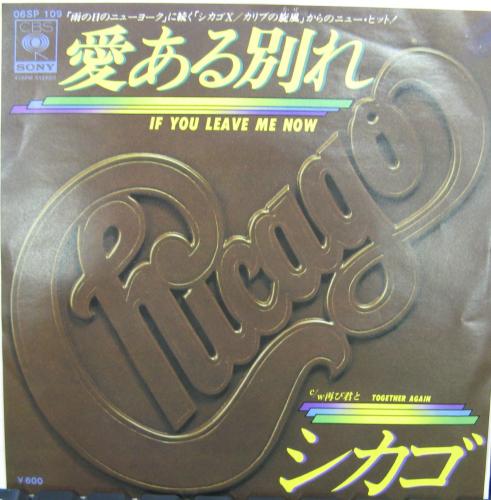 06SP 109
「雨の日のニューヨーク」に続く「シカゴX/カリブの旋風」からのニュー・ヒット!
CBS
SONY
愛ある別れ
IF YOU LEAVE ME NOW
Chicago
c/w 再び君と TOGETHER AGAIN
シカゴ
¥600